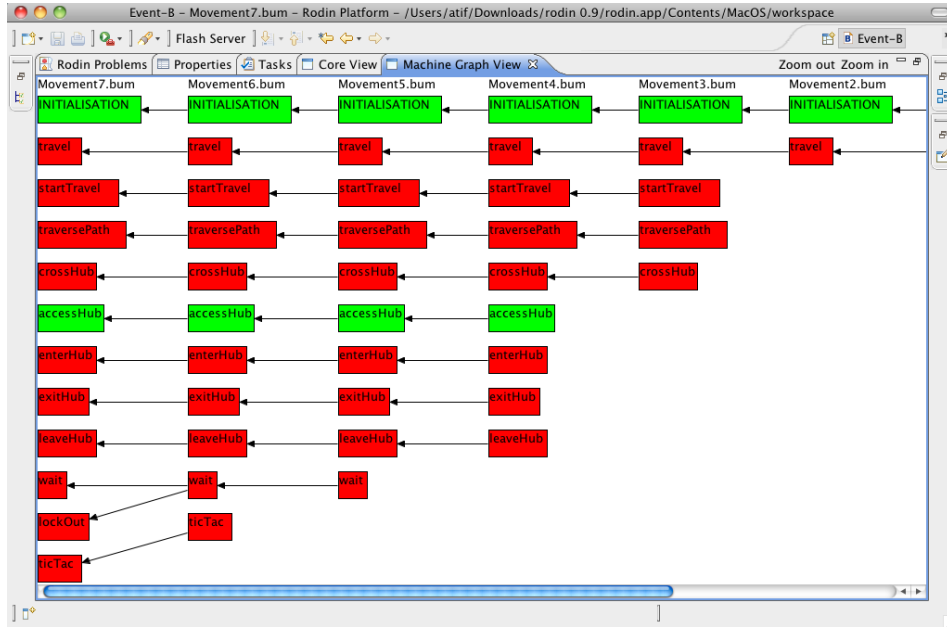 Event-B – Movement7.bum – Rodin Platform – /Users/atif/Downloads/rodin 0.9/rodin.app/Contents/MacOS/workspace
Flash Server Event-B
Rodin Problems Properties Tasks Core View Machine Graph View Zoom out Zoom in
Movement7.bum Movement6.bum Movement5.bum Movement4.bum Movement3.bum Movement2.bum
INITIALISATION INITIALISATION INITIALISATION INITIALISATION INITIALISATION INITIALISATION
travel travel travel travel travel travel
startTravel startTravel startTravel startTravel startTravel
traversePath traversePath traversePath traversePath traversePath
crossHub crossHub crossHub crossHub crossHub
accessHub accessHub accessHub accessHub
enterHub enterHub enterHub enterHub
exitHub exitHub exitHub exitHub
leaveHub leaveHub leaveHub leaveHub
wait wait wait
lockOut ticTac
ticTac